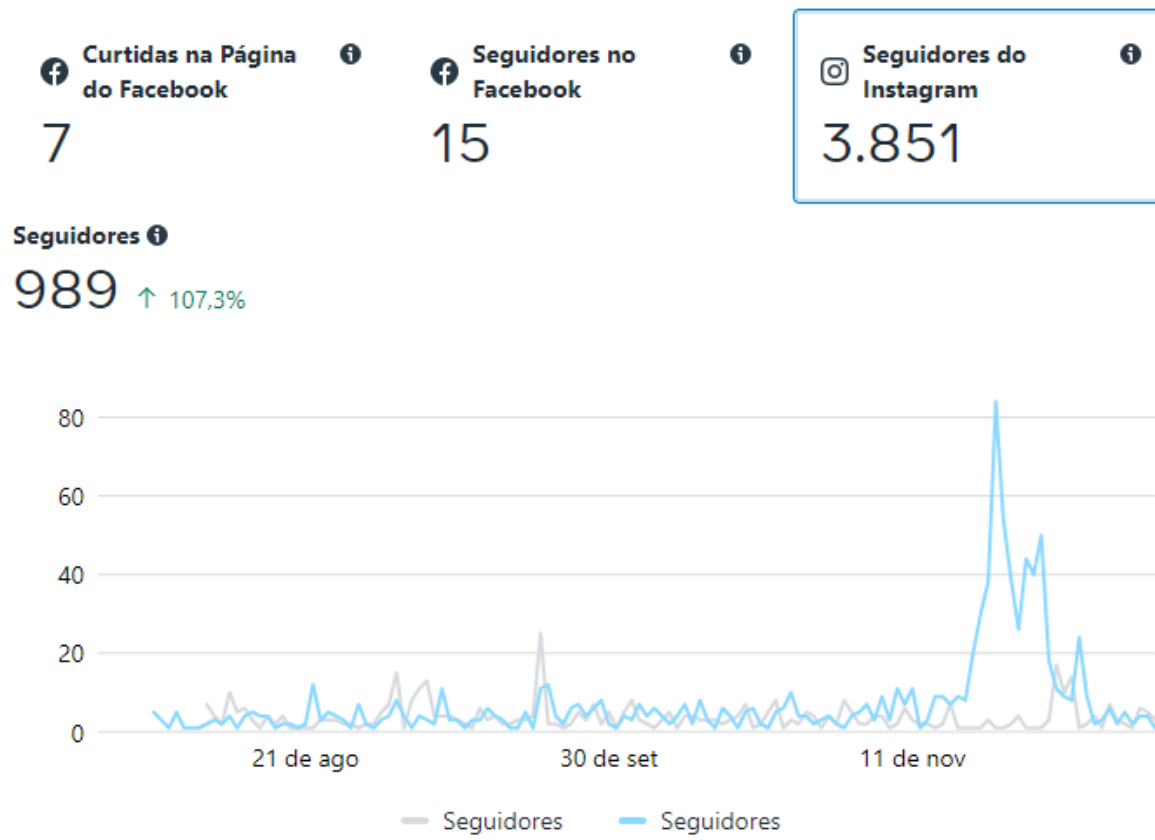 Curtidas na Página
do Facebook
7
Seguidores no
Facebook
15
Seguidores do
Instagram
3.851
Seguidores
989 ↑ 107,3%
80
60
40
20
0
21 de ago 30 de set 11 de nov
Seguidores Seguidores